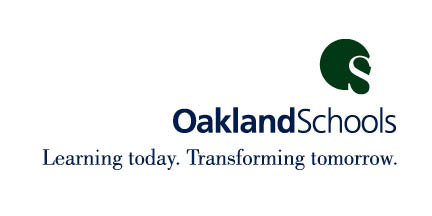 S
OaklandSchools
Learning today. Transforming tomorrow.